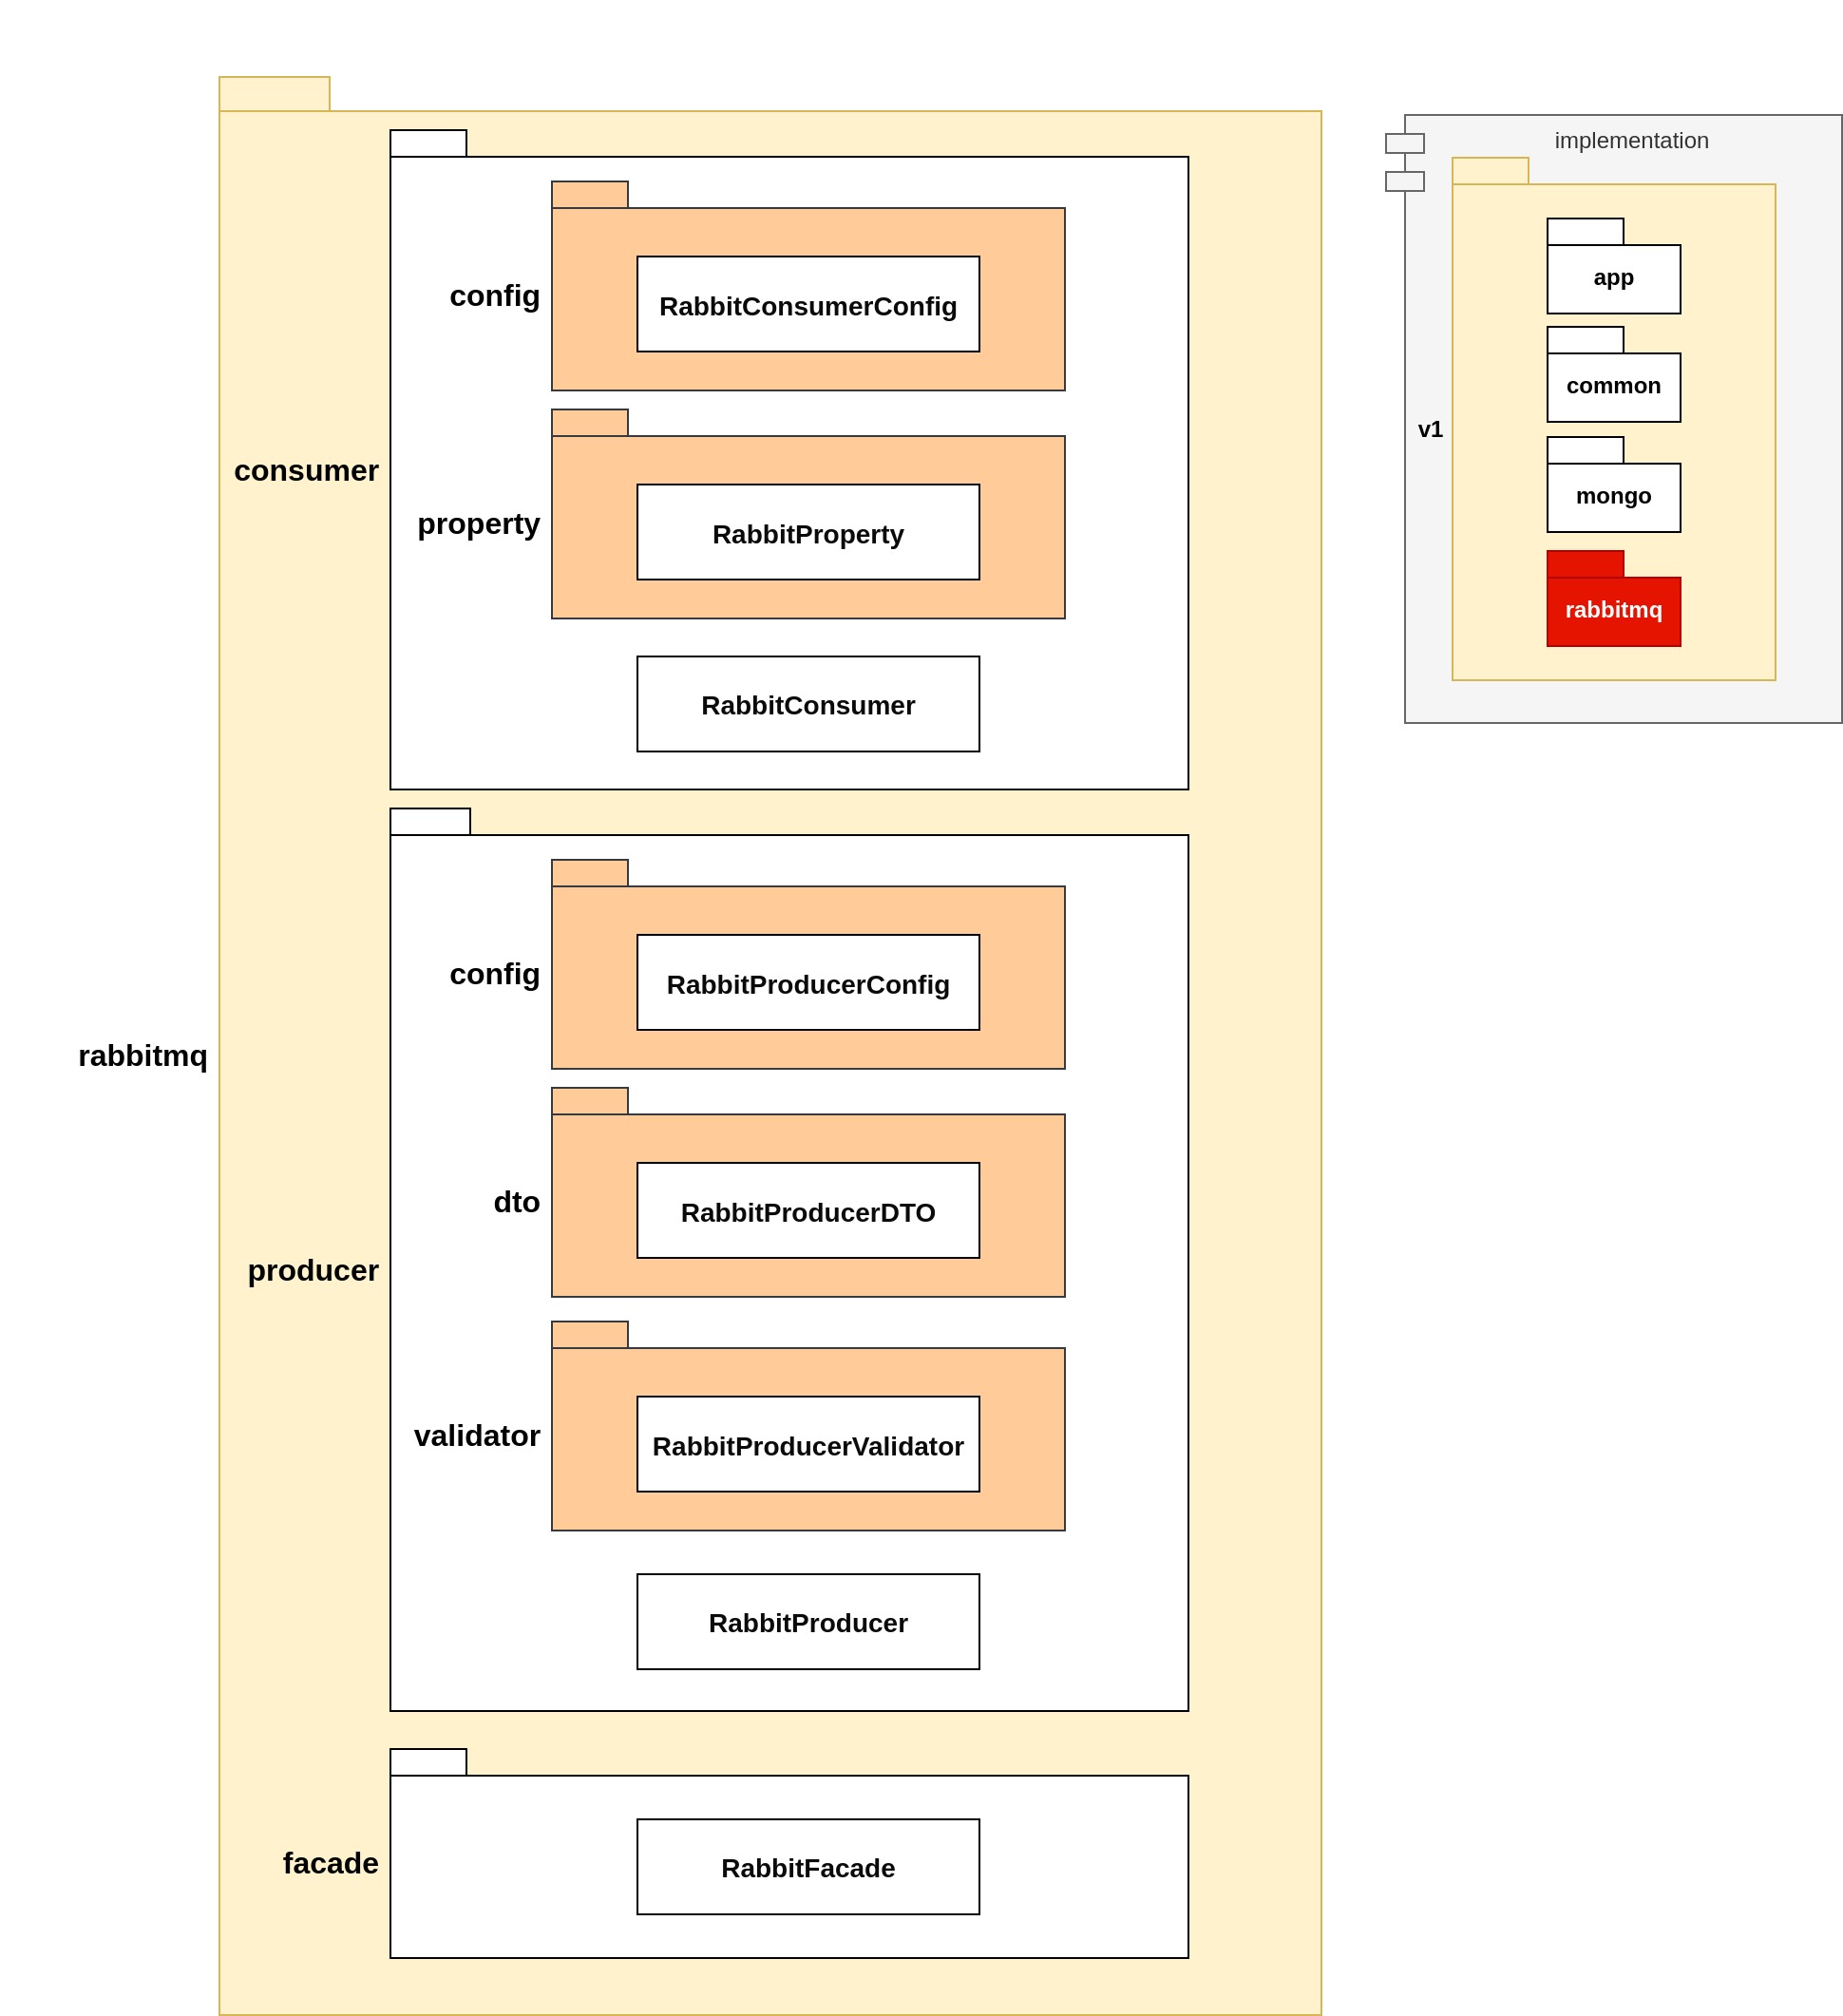 implementation
config
RabbitConsumerConfig
app
common
v1
consumer
property
RabbitProperty
mongo
rabbitmq
RabbitConsumer
config
RabbitProducerConfig
rabbitmq
dto
RabbitProducerDTO
producer
validator
RabbitProducerValidator
RabbitProducer
facade
RabbitFacade